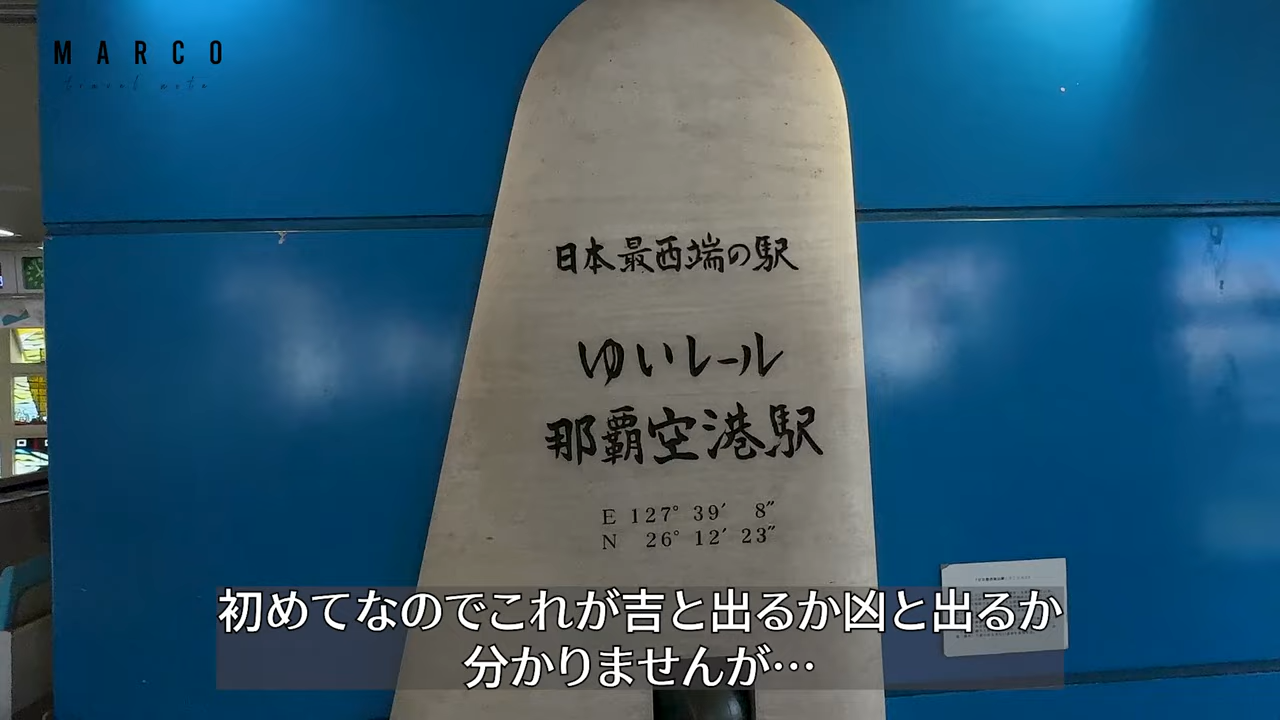 MARCO
travel note
日本最西端の駅
ゆいレール
那覇空港駅
E 127° 39′ 8″
N 26° 12′ 23″
初めてなのでこれが吉と出るか凶と出るか
分かりませんが…